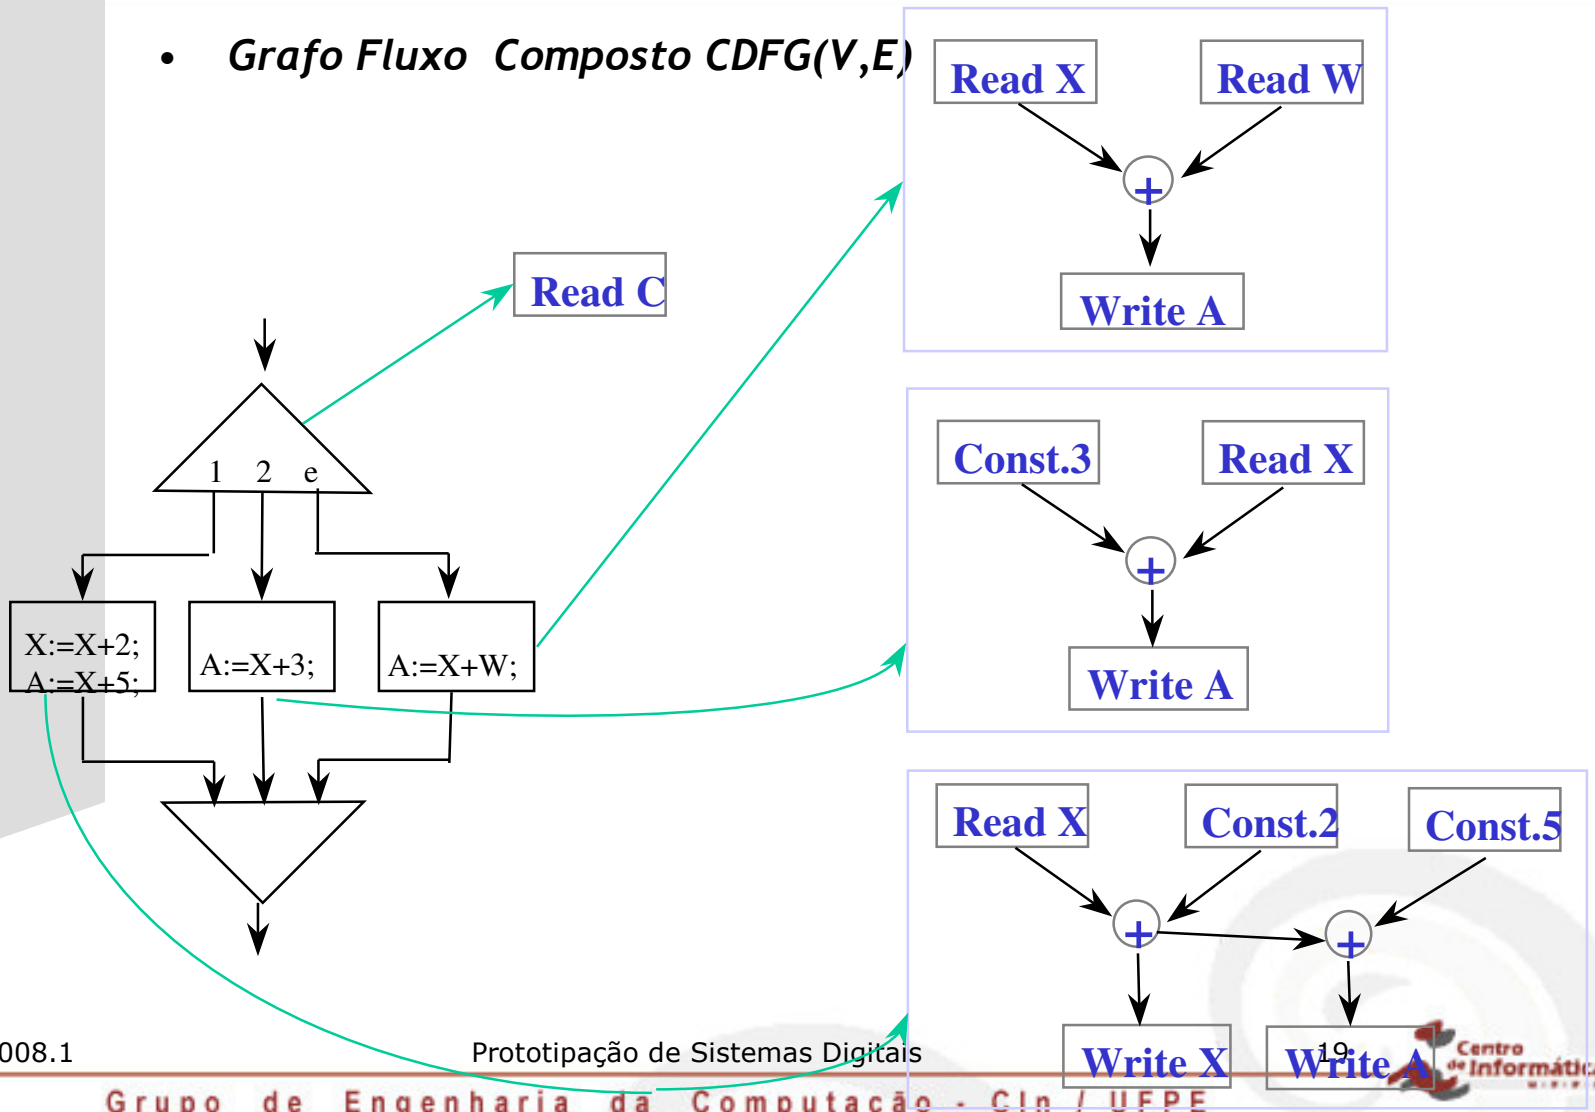 • Grafo Fluxo Composto CDFG(V,E)
Read X
Read W
+
Write A
Read C
1 2 e
X:=X+2;
A:=X+5;
A:=X+3;
A:=X+W;
Const.3
Read X
+
Write A
Read X
Const.2
Const.5
+
+
Write X
Write A
008.1
Prototipação de Sistemas Digitais
19
Centro
de Informátic
Grupo de Engenharia da Computação - CIn / UFPE